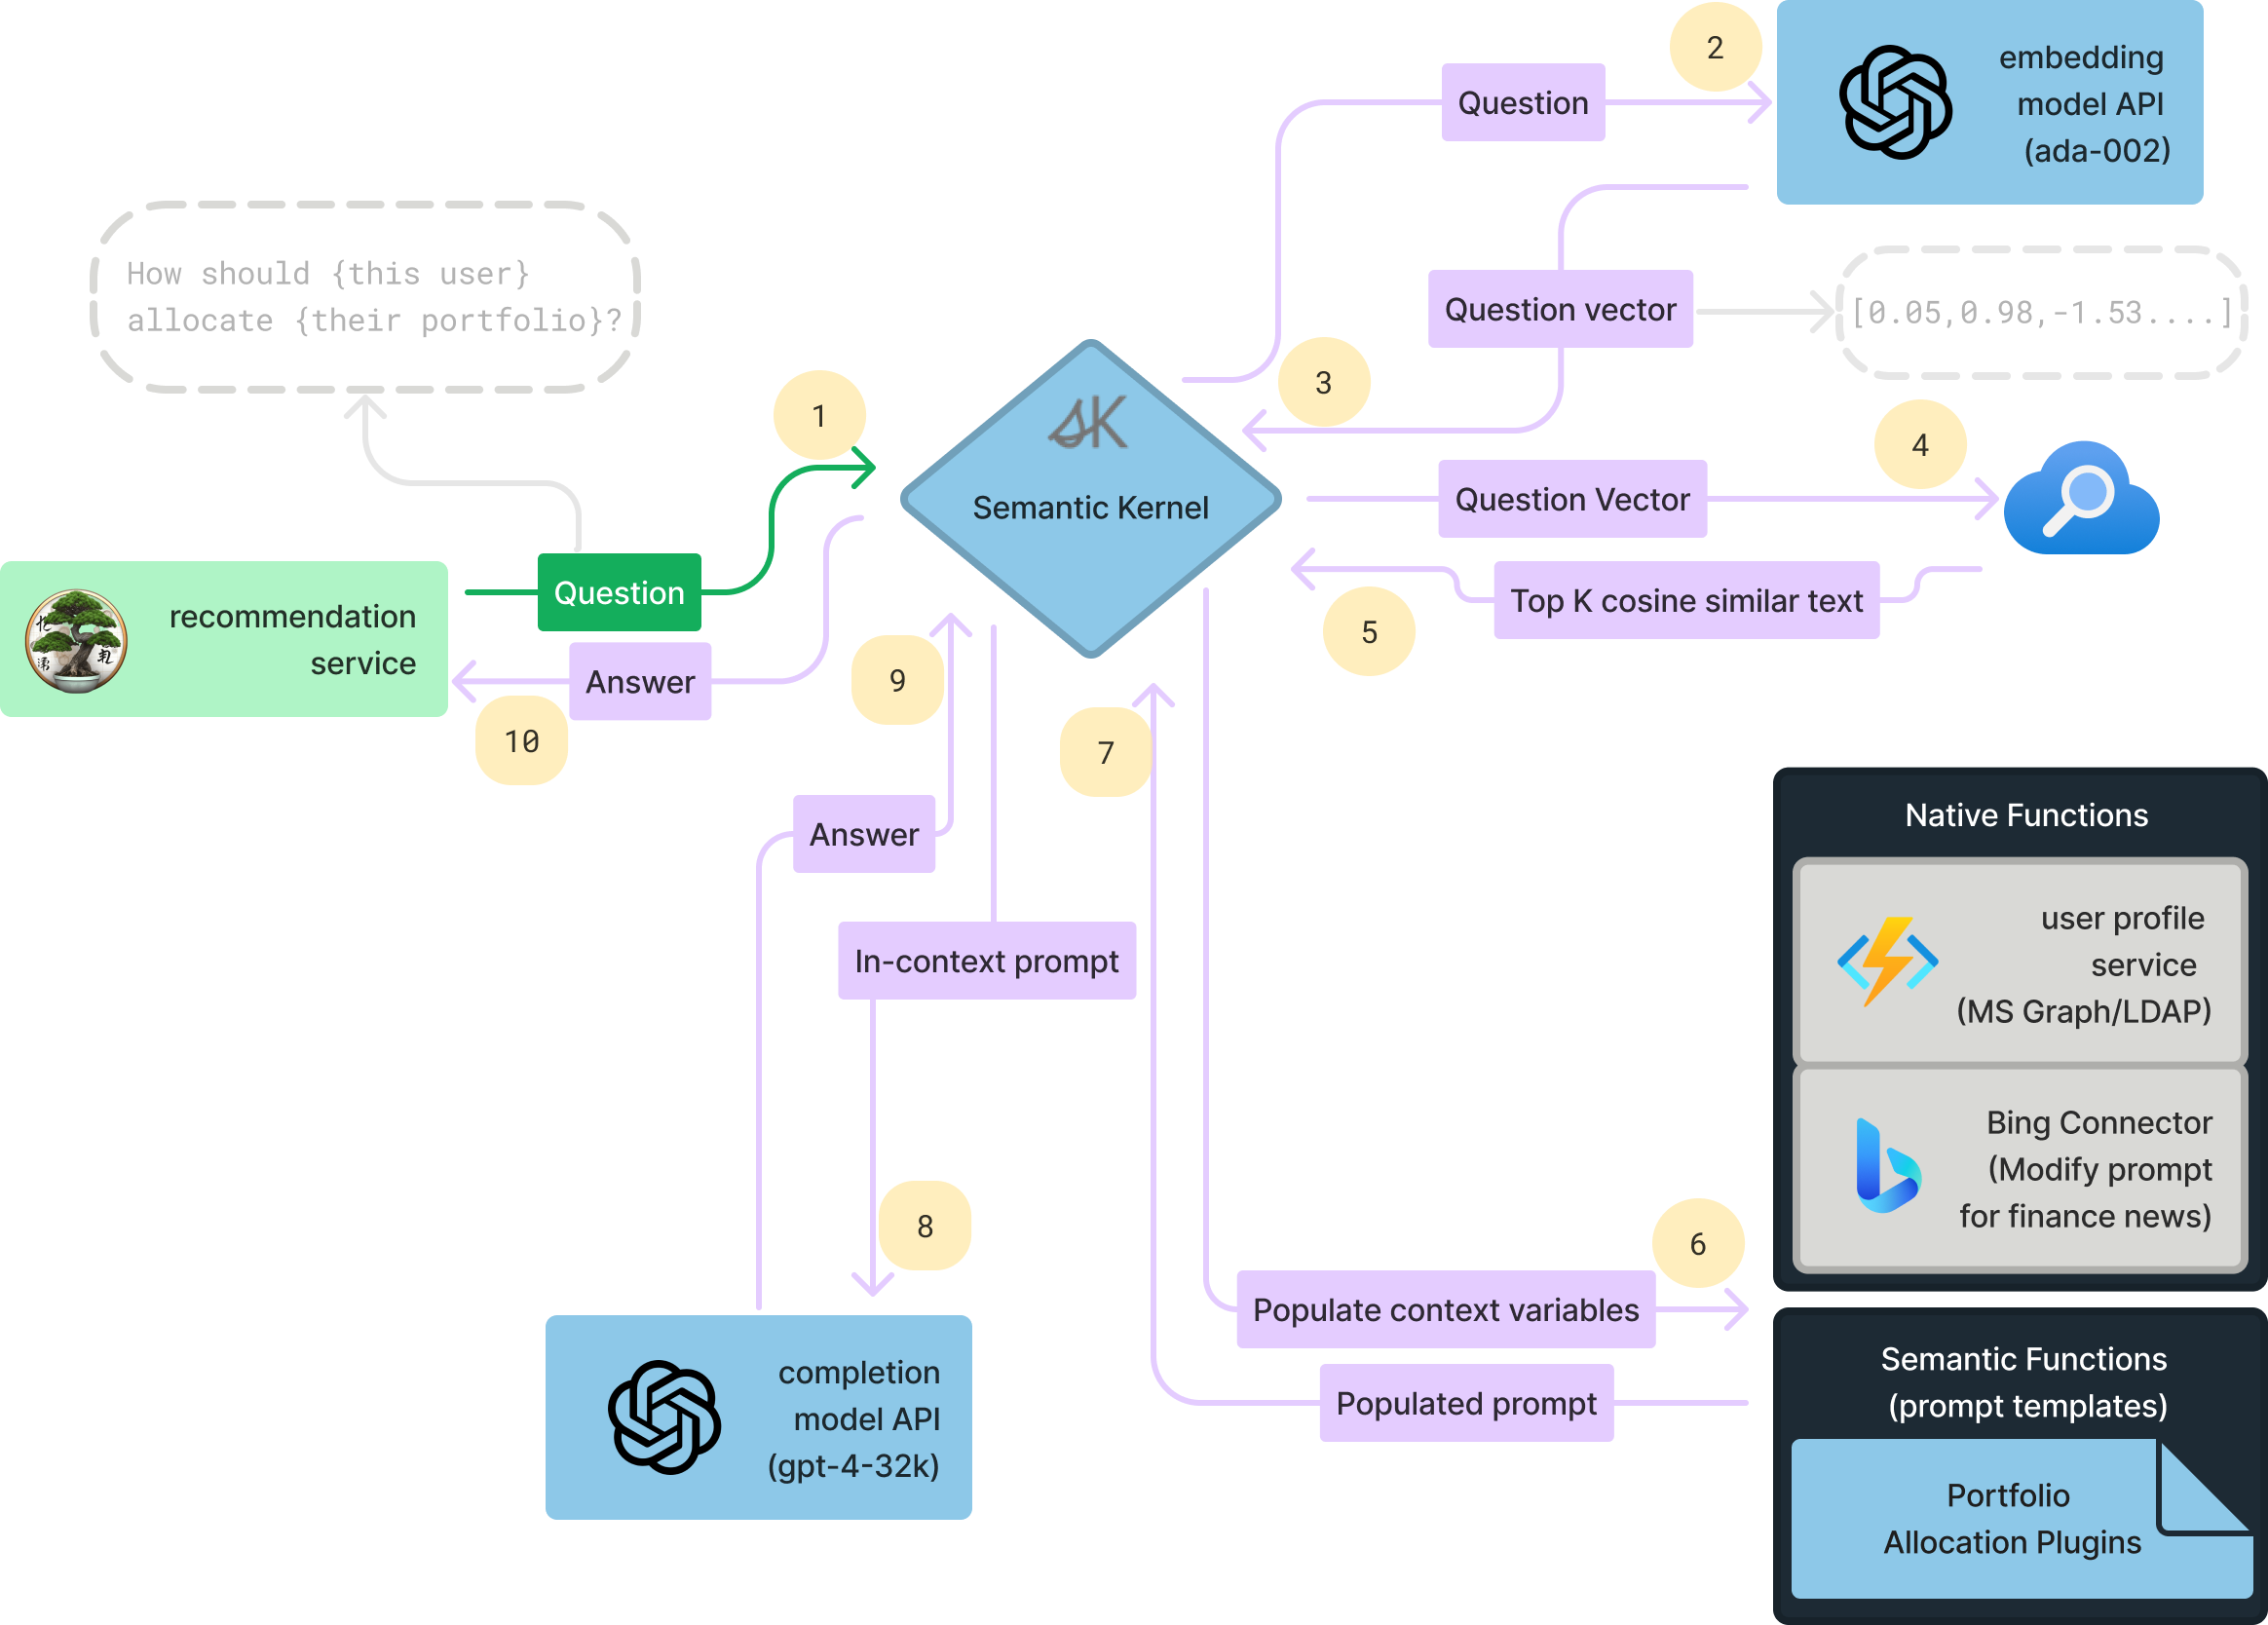 2
embedding
model API
(ada-002)
Question
How should {this user}
allocate {their portfolio}?
Question vector
[0.05,0.98,-1.53....]
3
1
4
SK
Semantic Kernel
Question Vector
Question
Top K cosine similar text
5
recommendation
service
Answer
10
9
7
Answer
In-context prompt
Native Functions
user profile
service
(MS Graph/LDAP)
Bing Connector
(Modify prompt
for finance news)
8
6
Populate context variables
Populated prompt
completion
model API
(gpt-4-32k)
Semantic Functions
(prompt templates)
Portfolio
Allocation Plugins